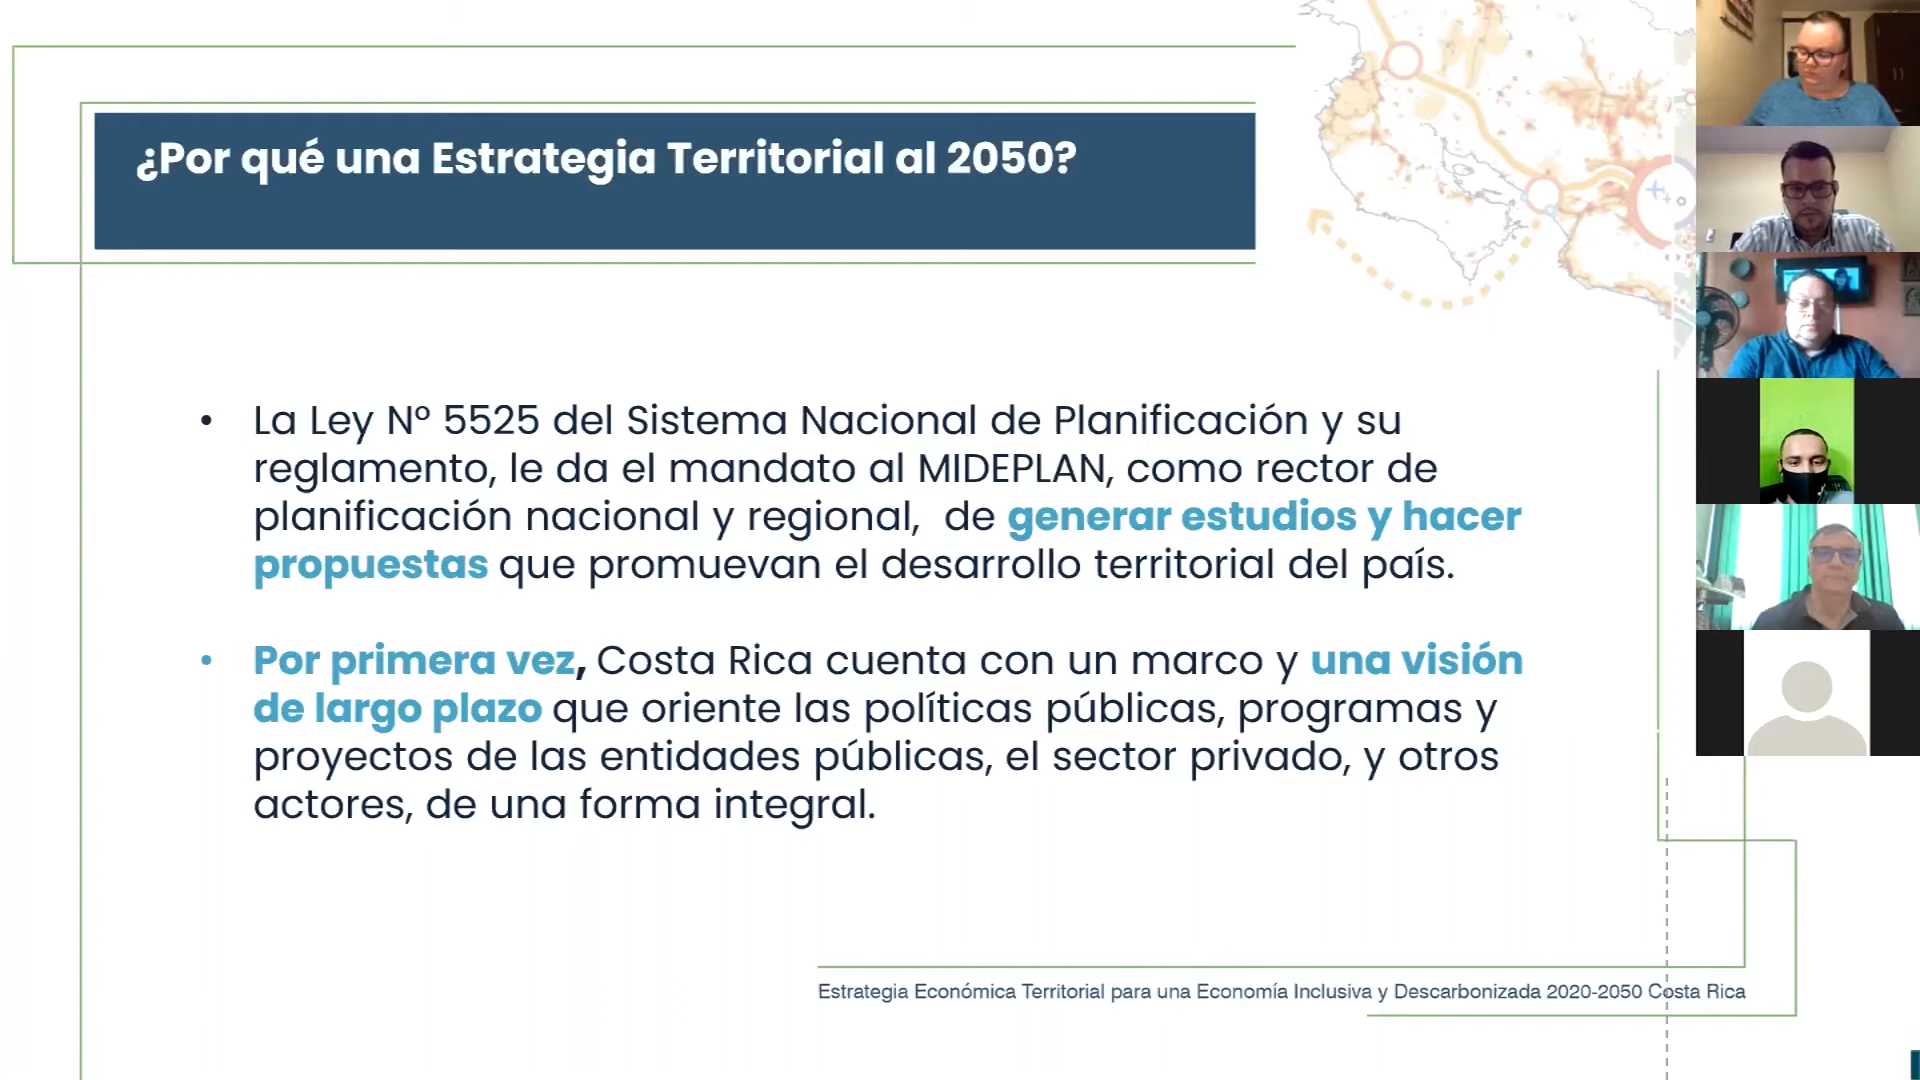 ¿Por qué una Estrategia Territorial al 2050?
• La Ley Nº 5525 del Sistema Nacional de Planificación y su
reglamento, le da el mandato al MIDEPLAN, como rector de
planificación nacional y regional,  de generar estudios y hacer
propuestas que promuevan el desarrollo territorial del país.
• Por primera vez, Costa Rica cuenta con un marco y una visión
de largo plazo que oriente las políticas públicas, programas y
proyectos de las entidades públicas, el sector privado, y otros
actores, de una forma integral.
Estrategia Económica Territorial para una Economía Inclusiva y Descarbonizada 2020-2050 Costa Rica